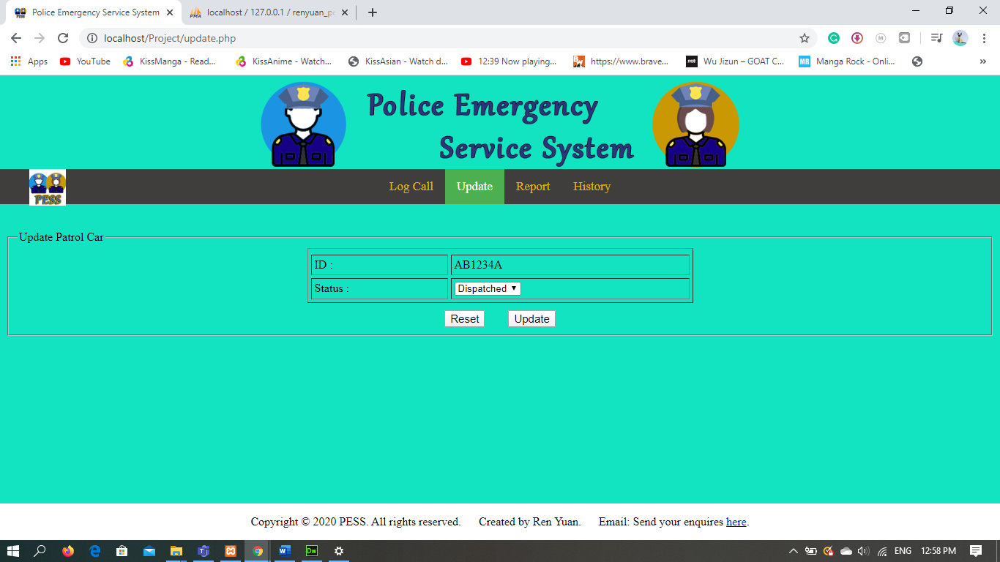 Police Emergency Service System
localhost / 127.0.0.1 / renyuan_pe
localhost/Project/update.php
Apps
YouTube
KissManga - Read...
KissAnime - Watch...
KissAsian - Watch d...
12:39 Now playing...
https://www.brave...
Wu Jizun – GOAT C...
Manga Rock - Onli...
Police Emergency
Service System
PESS
Log Call
Update
Report
History
Update Patrol Car
ID :
AB1234A
Status :
Dispatched
Reset
Update
Copyright © 2020 PESS. All rights reserved. Created by Ren Yuan. Email: Send your enquires here.
ENG
12:58 PM